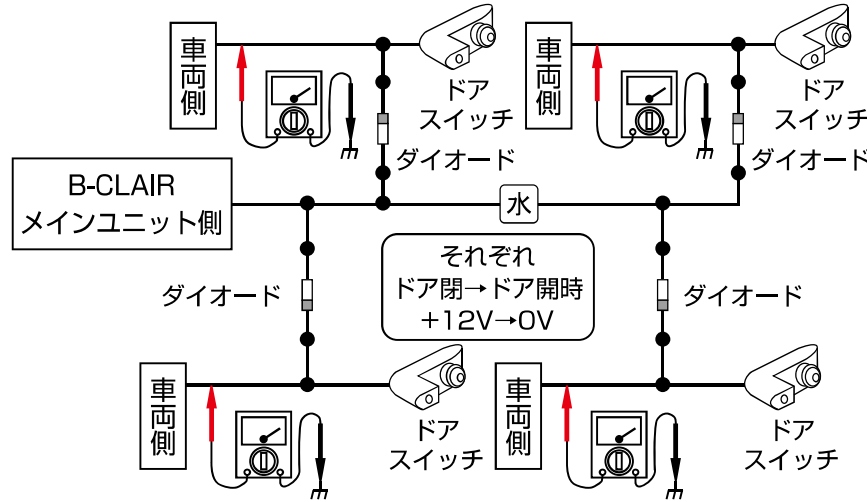 車両側
ドア
スイッチ
ダイオード
車両側
ドア
スイッチ
ダイオード
B-CLAIR
メインユニット側
水
ダイオード
それぞれ
ドア閉→ドア開時
+12V→0V
ダイオード
車両側
ドア
スイッチ
車両側
ドア
スイッチ